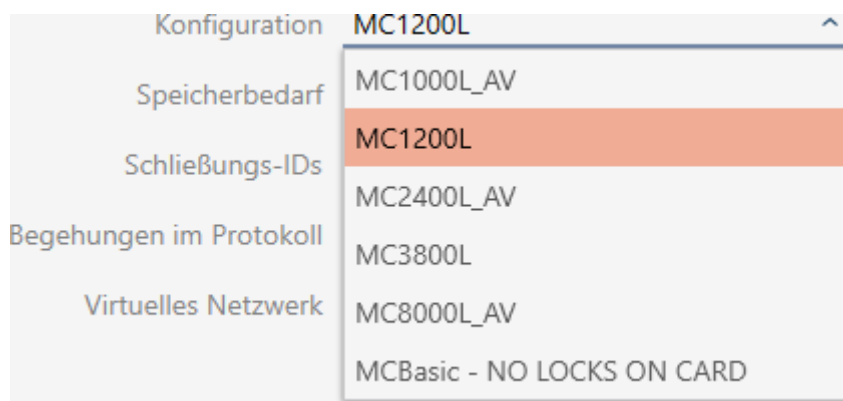 Konfiguration MC1200L
MC1000L_AV
Speicherbedarf
MC1200L
Schließungs-IDs
MC2400L_AV
Begehungen im Protokoll
MC3800L
Virtuelles Netzwerk
MC8000L_AV
MCBasic - NO LOCKS ON CARD